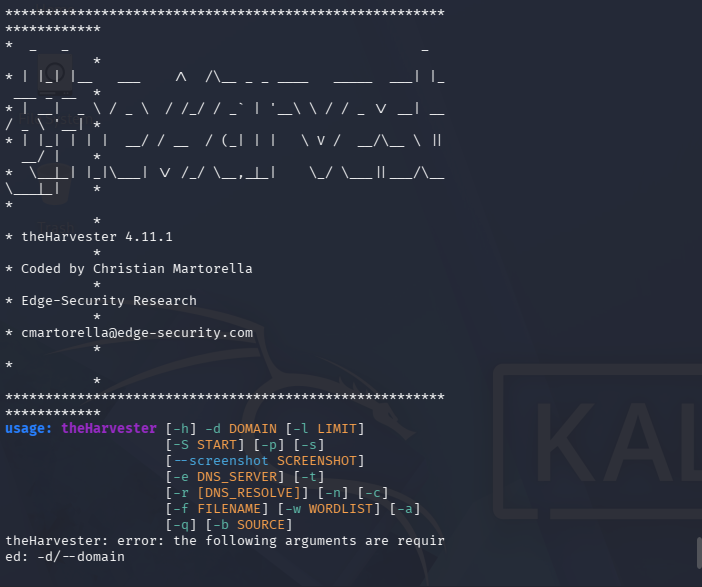 *******************************************************
************
*  _   _                                            _
           *
* | |_| |__   ___    /\  /\__ _ _ ____   _____  ___| |_
 ___ _ __  *
* | __|  _ \ / _ \  / /_/ / _` | '__\ \ / / _ \/ __| __
/ _ \ '__| *
* | |_| | | |  __/ / __  / (_| | |   \ V /  __/\__ \ ||
  __/ |    *
*  \__|_| |_|\___| \/ /_/ \__,_|_|    \_/ \___||___/\__
\___|_|    *
*
           *
* theHarvester 4.11.1
           *
* Coded by Christian Martorella
           *
* Edge-Security Research
           *
* cmartorella@edge-security.com
           *
*
           *
*******************************************************
************
usage: theHarvester [-h] -d DOMAIN [-l LIMIT]
                    [-S START] [-p] [-s]
                    [--screenshot SCREENSHOT]
                    [-e DNS_SERVER] [-t]
                    [-r [DNS_RESOLVE]] [-n] [-c]
                    [-f FILENAME] [-w WORDLIST] [-a]
                    [-q] [-b SOURCE]
theHarvester: error: the following arguments are requir
ed: -d/--domain
KAL